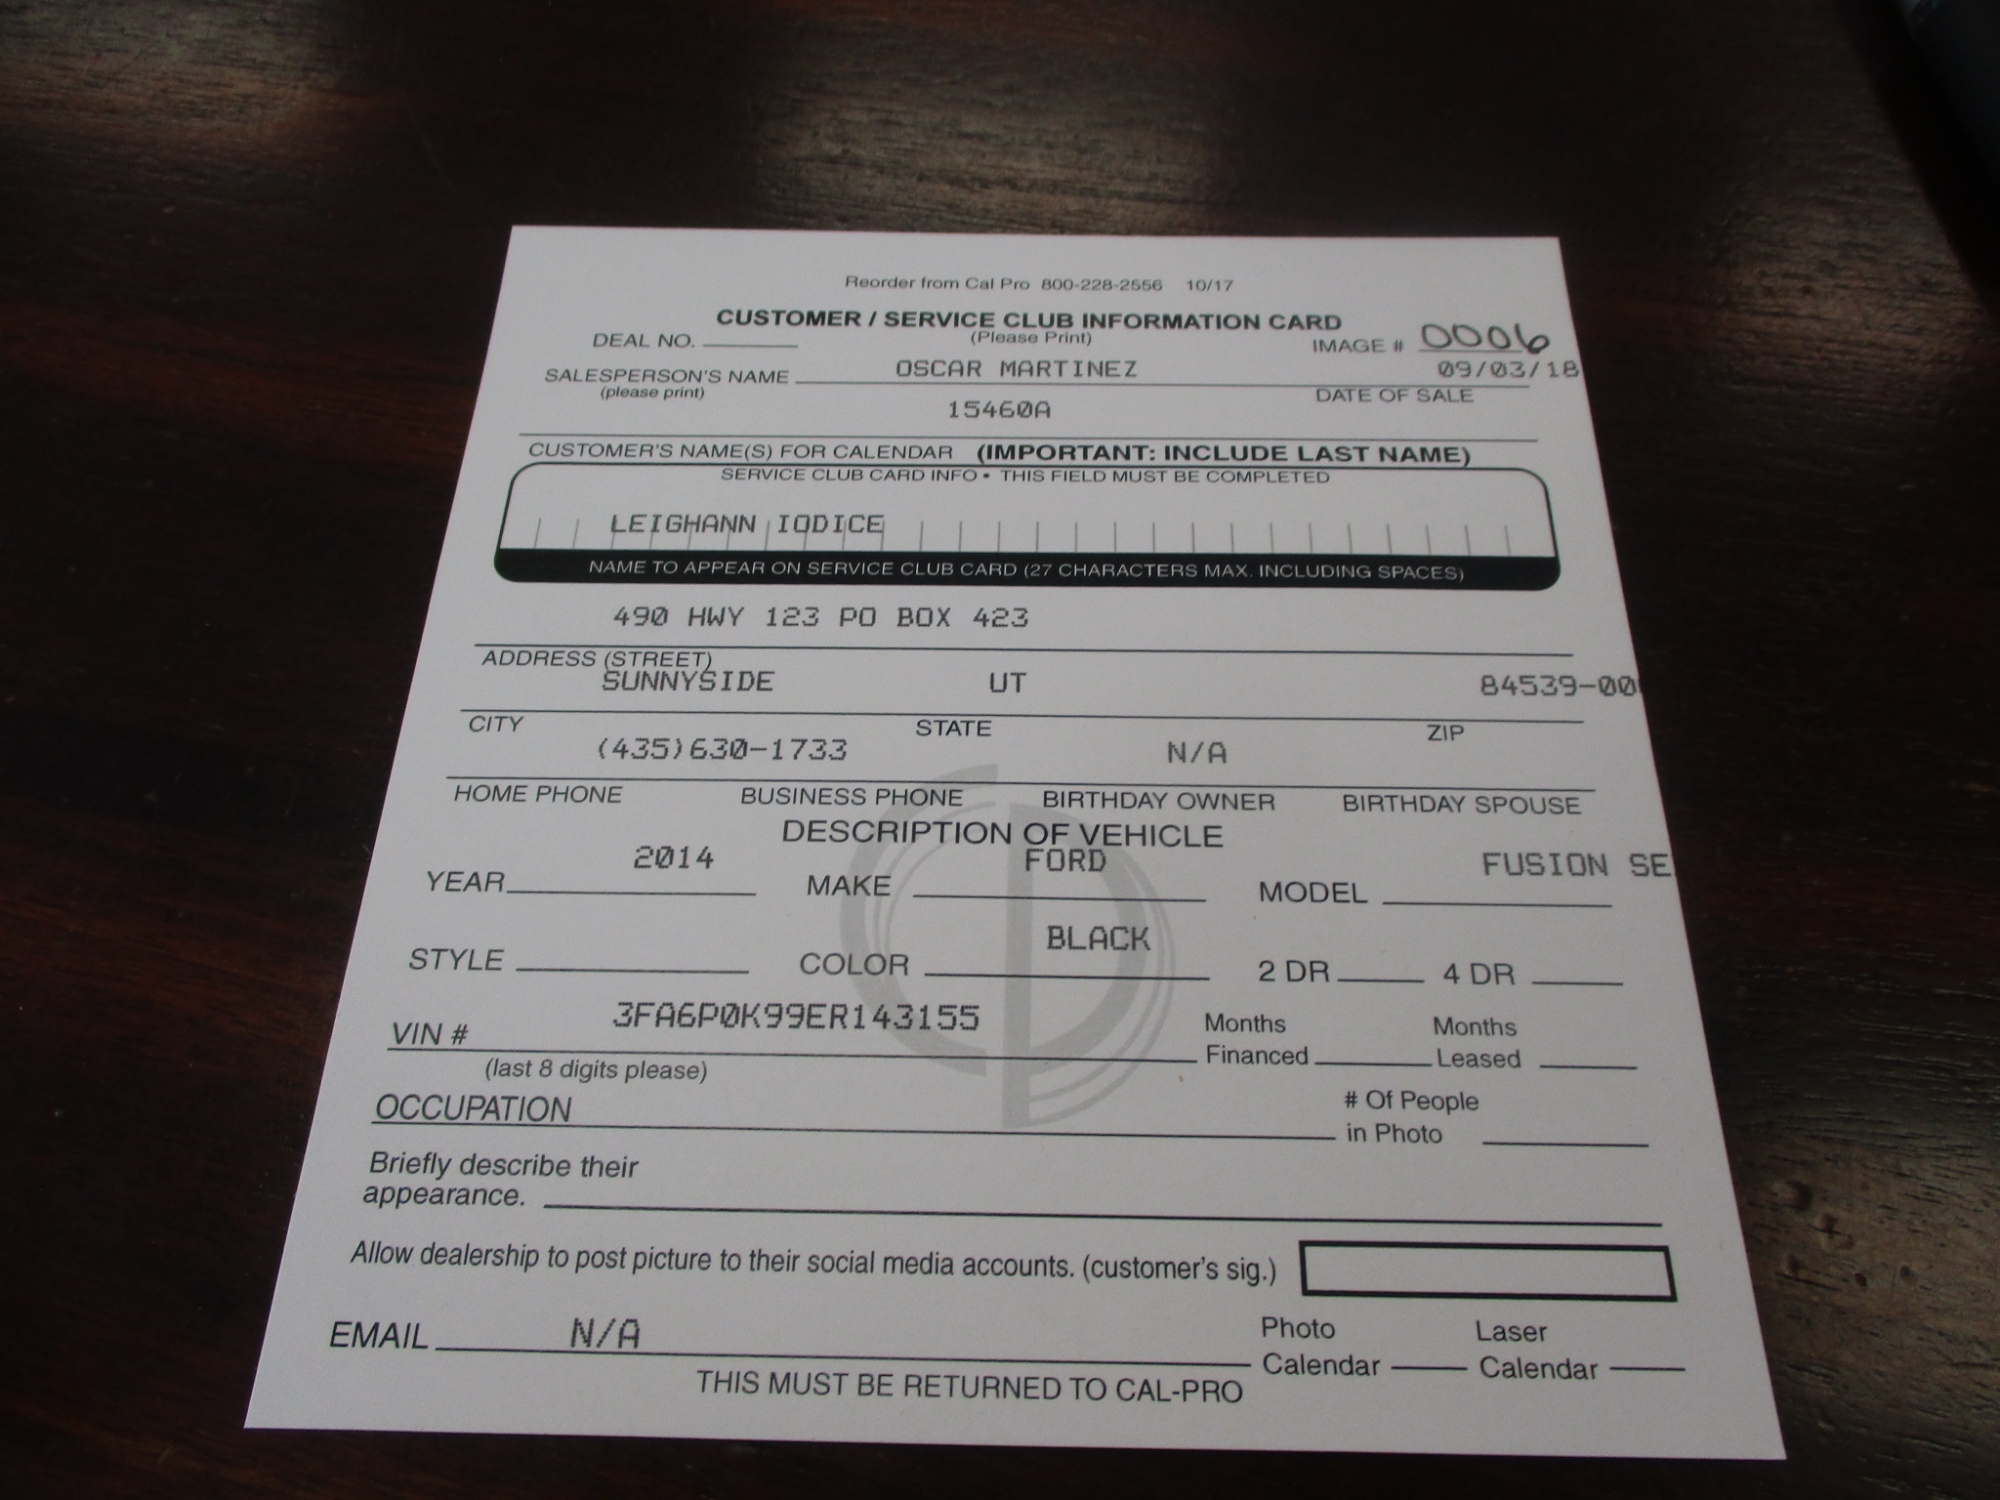 Reorder from Cal Pro 800-228-2556 10/17
CUSTOMER / SERVICE CLUB INFORMATION CARD
(Please Print)
DEAL NO.
IMAGE # 0006
SALESPERSON'S NAME OSCAR MARTINEZ 09/03/18
(please print) DATE OF SALE
15460A
CUSTOMER'S NAME(S) FOR CALENDAR (IMPORTANT: INCLUDE LAST NAME)
SERVICE CLUB CARD INFO • THIS FIELD MUST BE COMPLETED
LEIGHANN IODICE
NAME TO APPEAR ON SERVICE CLUB CARD (27 CHARACTERS MAX. INCLUDING SPACES)
490 HWY 123 PO BOX 423
ADDRESS (STREET)
SUNNYSIDE UT 84539-00
CITY STATE ZIP
(435)630-1733 N/A
HOME PHONE BUSINESS PHONE BIRTHDAY OWNER BIRTHDAY SPOUSE
DESCRIPTION OF VEHICLE
YEAR 2014 MAKE FORD MODEL FUSION SE
STYLE COLOR BLACK 2 DR 4 DR
VIN # 3FA6P0K99ER143155
(last 8 digits please)
Months Financed Months Leased
OCCUPATION
# Of People in Photo
Briefly describe their
appearance.
Allow dealership to post picture to their social media accounts. (customer's sig.)
EMAIL N/A
Photo Calendar Laser Calendar
THIS MUST BE RETURNED TO CAL-PRO